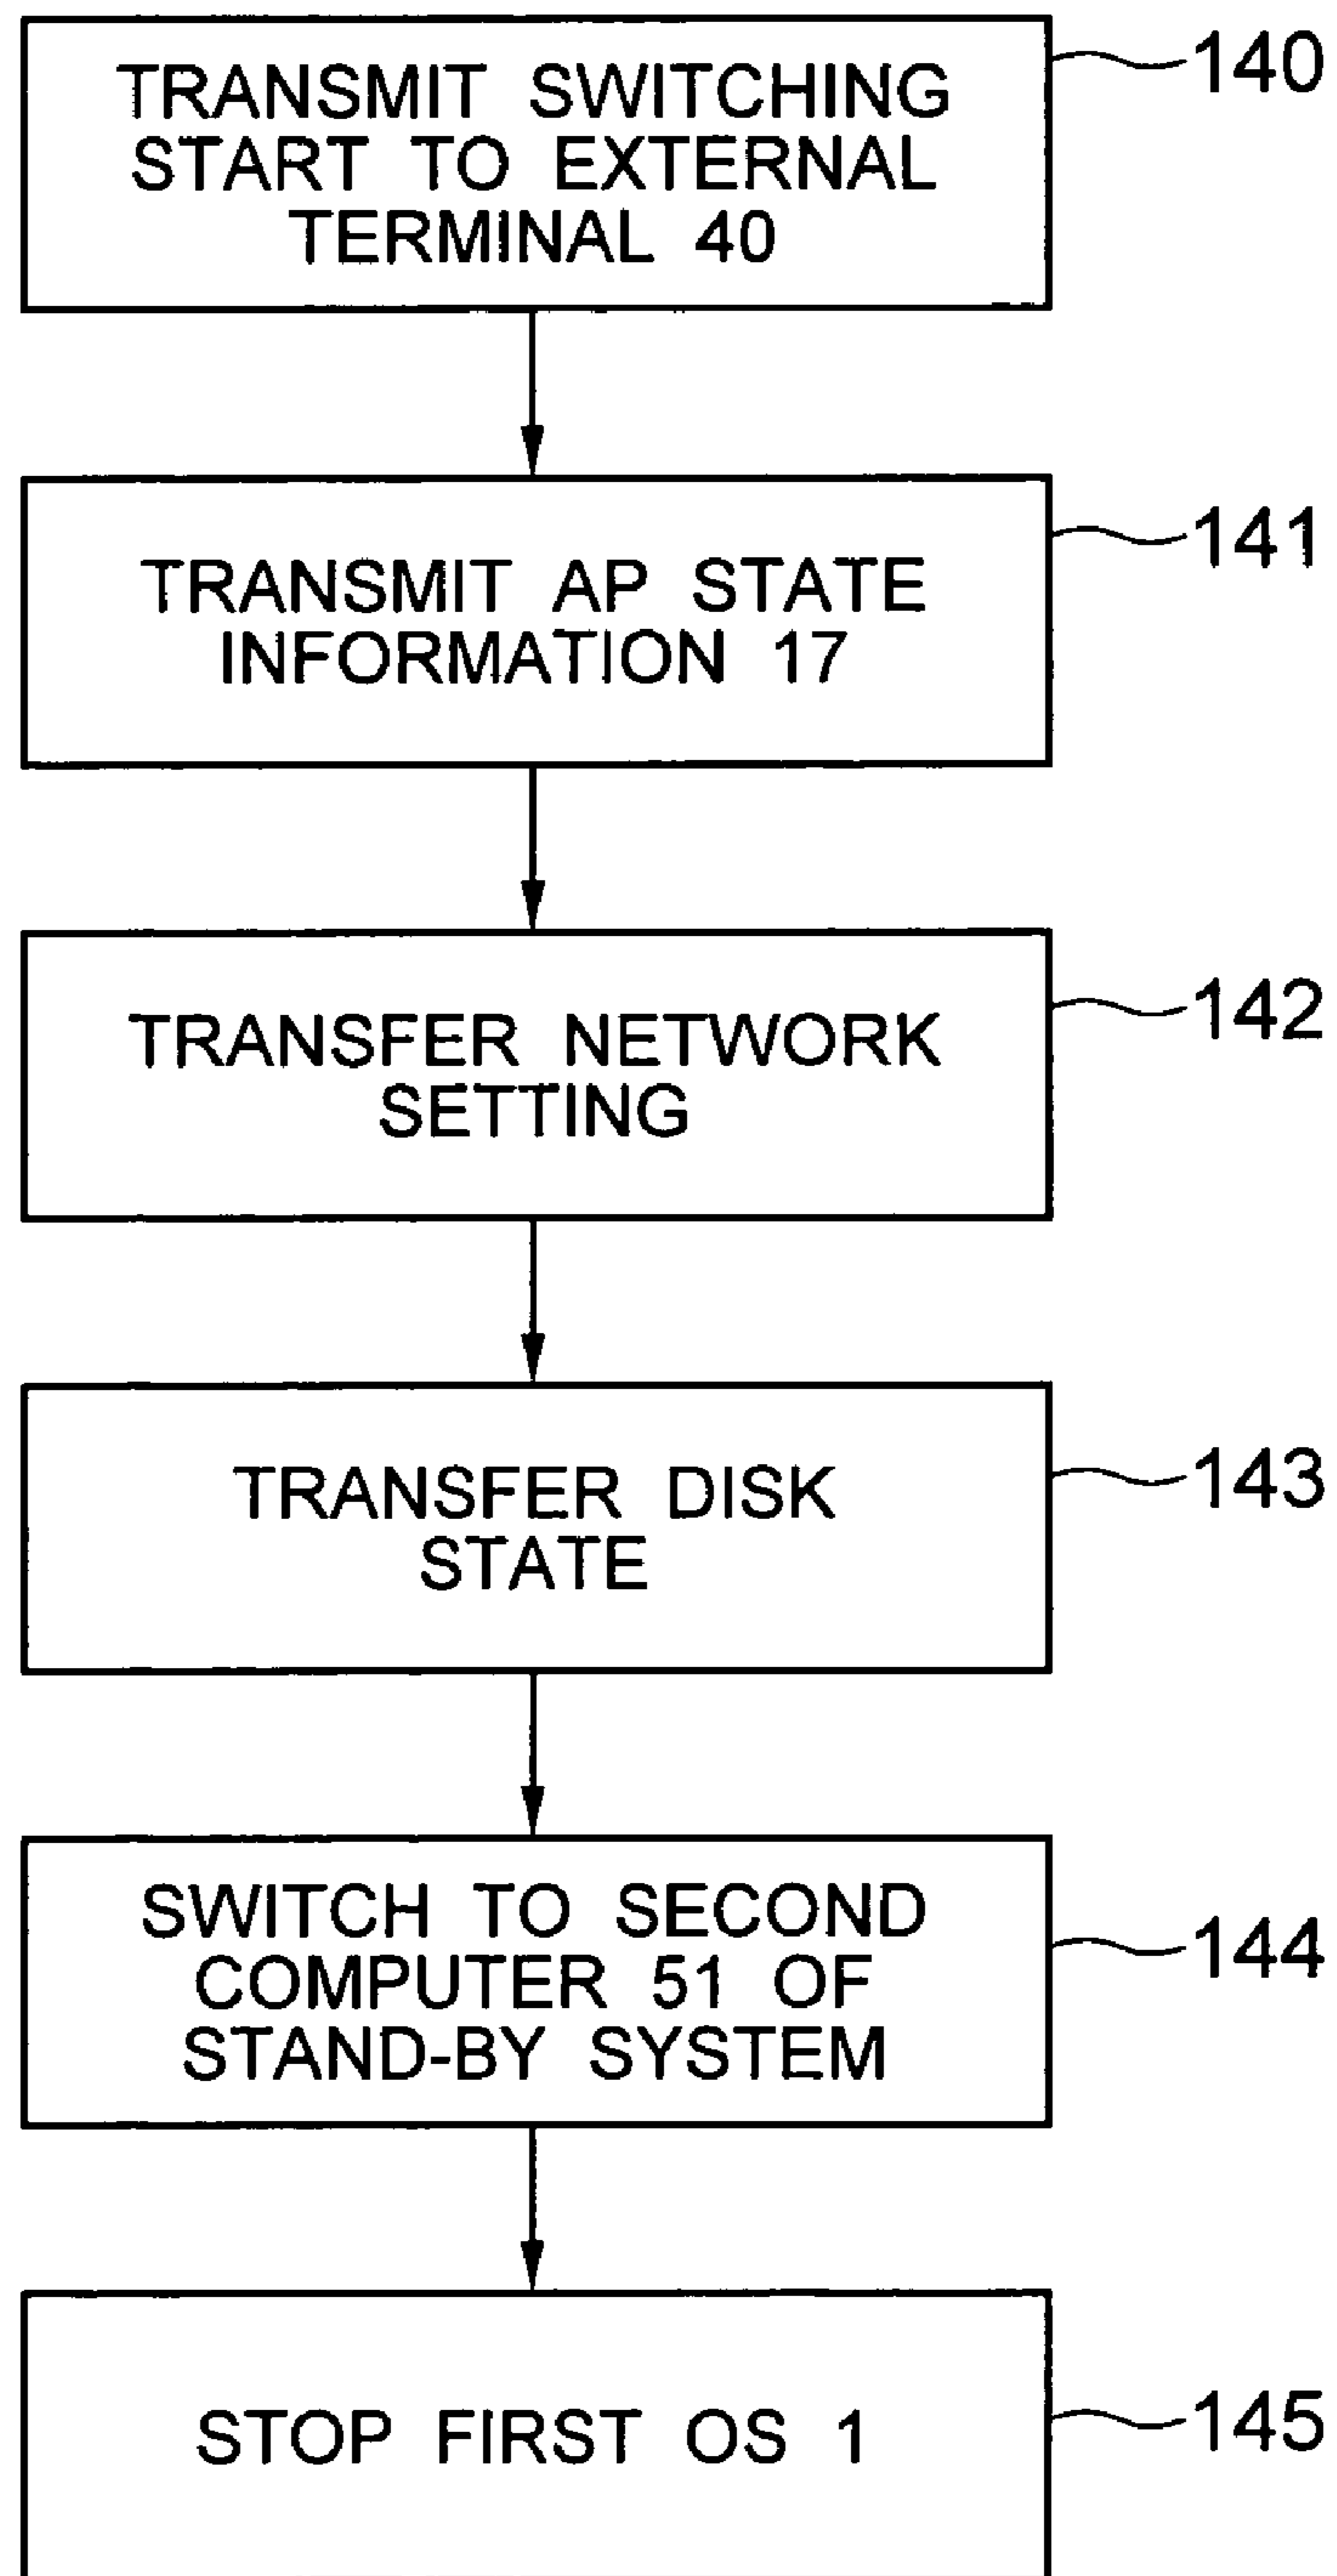 TRANSMIT SWITCHING
START TO EXTERNAL
TERMINAL 40
140
TRANSMIT AP STATE
INFORMATION 17
141
TRANSFER NETWORK
SETTING
142
TRANSFER DISK
STATE
143
SWITCH TO SECOND
COMPUTER 51 OF
STAND-BY SYSTEM
144
STOP FIRST OS 1
145